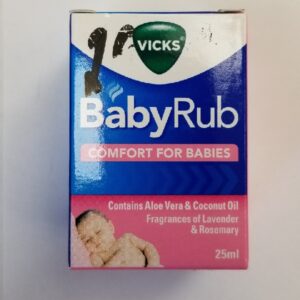 VICKS
BabyRub
COMFORT FOR BABIES
Contains Aloe Vera & Coconut Oil
Fragrances of Lavender
& Rosemary
25ml